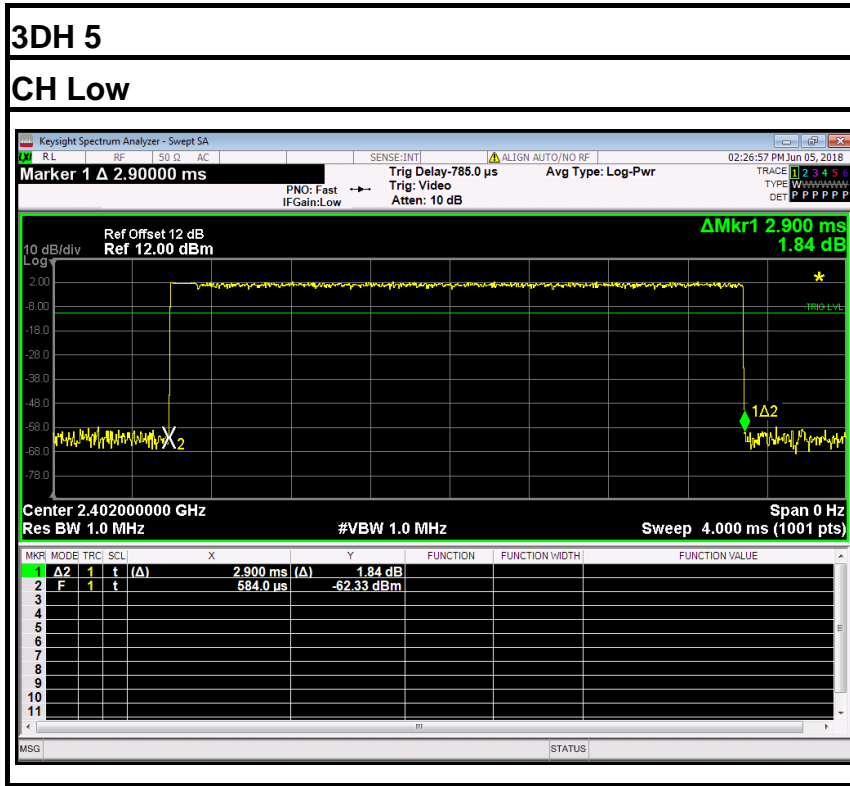 3DH 5
CH Low
Keysight Spectrum Analyzer - Swept SA
LXI RL RF 50 Ω AC SENSE:INT ALIGN AUTO/NO RF 02:26:57 PM Jun 05, 2018
Marker 1 Δ 2.90000 ms
PNO: Fast
IFGain:Low
Trig Delay-785.0 µs
Trig: Video
Atten: 10 dB
Avg Type: Log-Pwr
TRACE 1 2 3 4 5 6
TYPE WWWWWW
DET P P P P P P
ΔMkr1 2.900 ms
1.84 dB
Ref Offset 12 dB
10 dB/div Ref 12.00 dBm
Log
2.00
-8.00
TRIG LVL
-18.0
-28.0
-38.0
-48.0
1Δ2
-58.0
2
-68.0
-78.0
Center 2.402000000 GHz Span 0 Hz
Res BW 1.0 MHz #VBW 1.0 MHz Sweep 4.000 ms (1001 pts)
MKR MODE TRC SCL X Y FUNCTION FUNCTION WIDTH FUNCTION VALUE
1 Δ2 1 t (Δ) 2.900 ms (Δ) 1.84 dB
2 F 1 t 584.0 µs -62.33 dBm
3
4
5
6
7
8
9
10
11
MSG STATUS